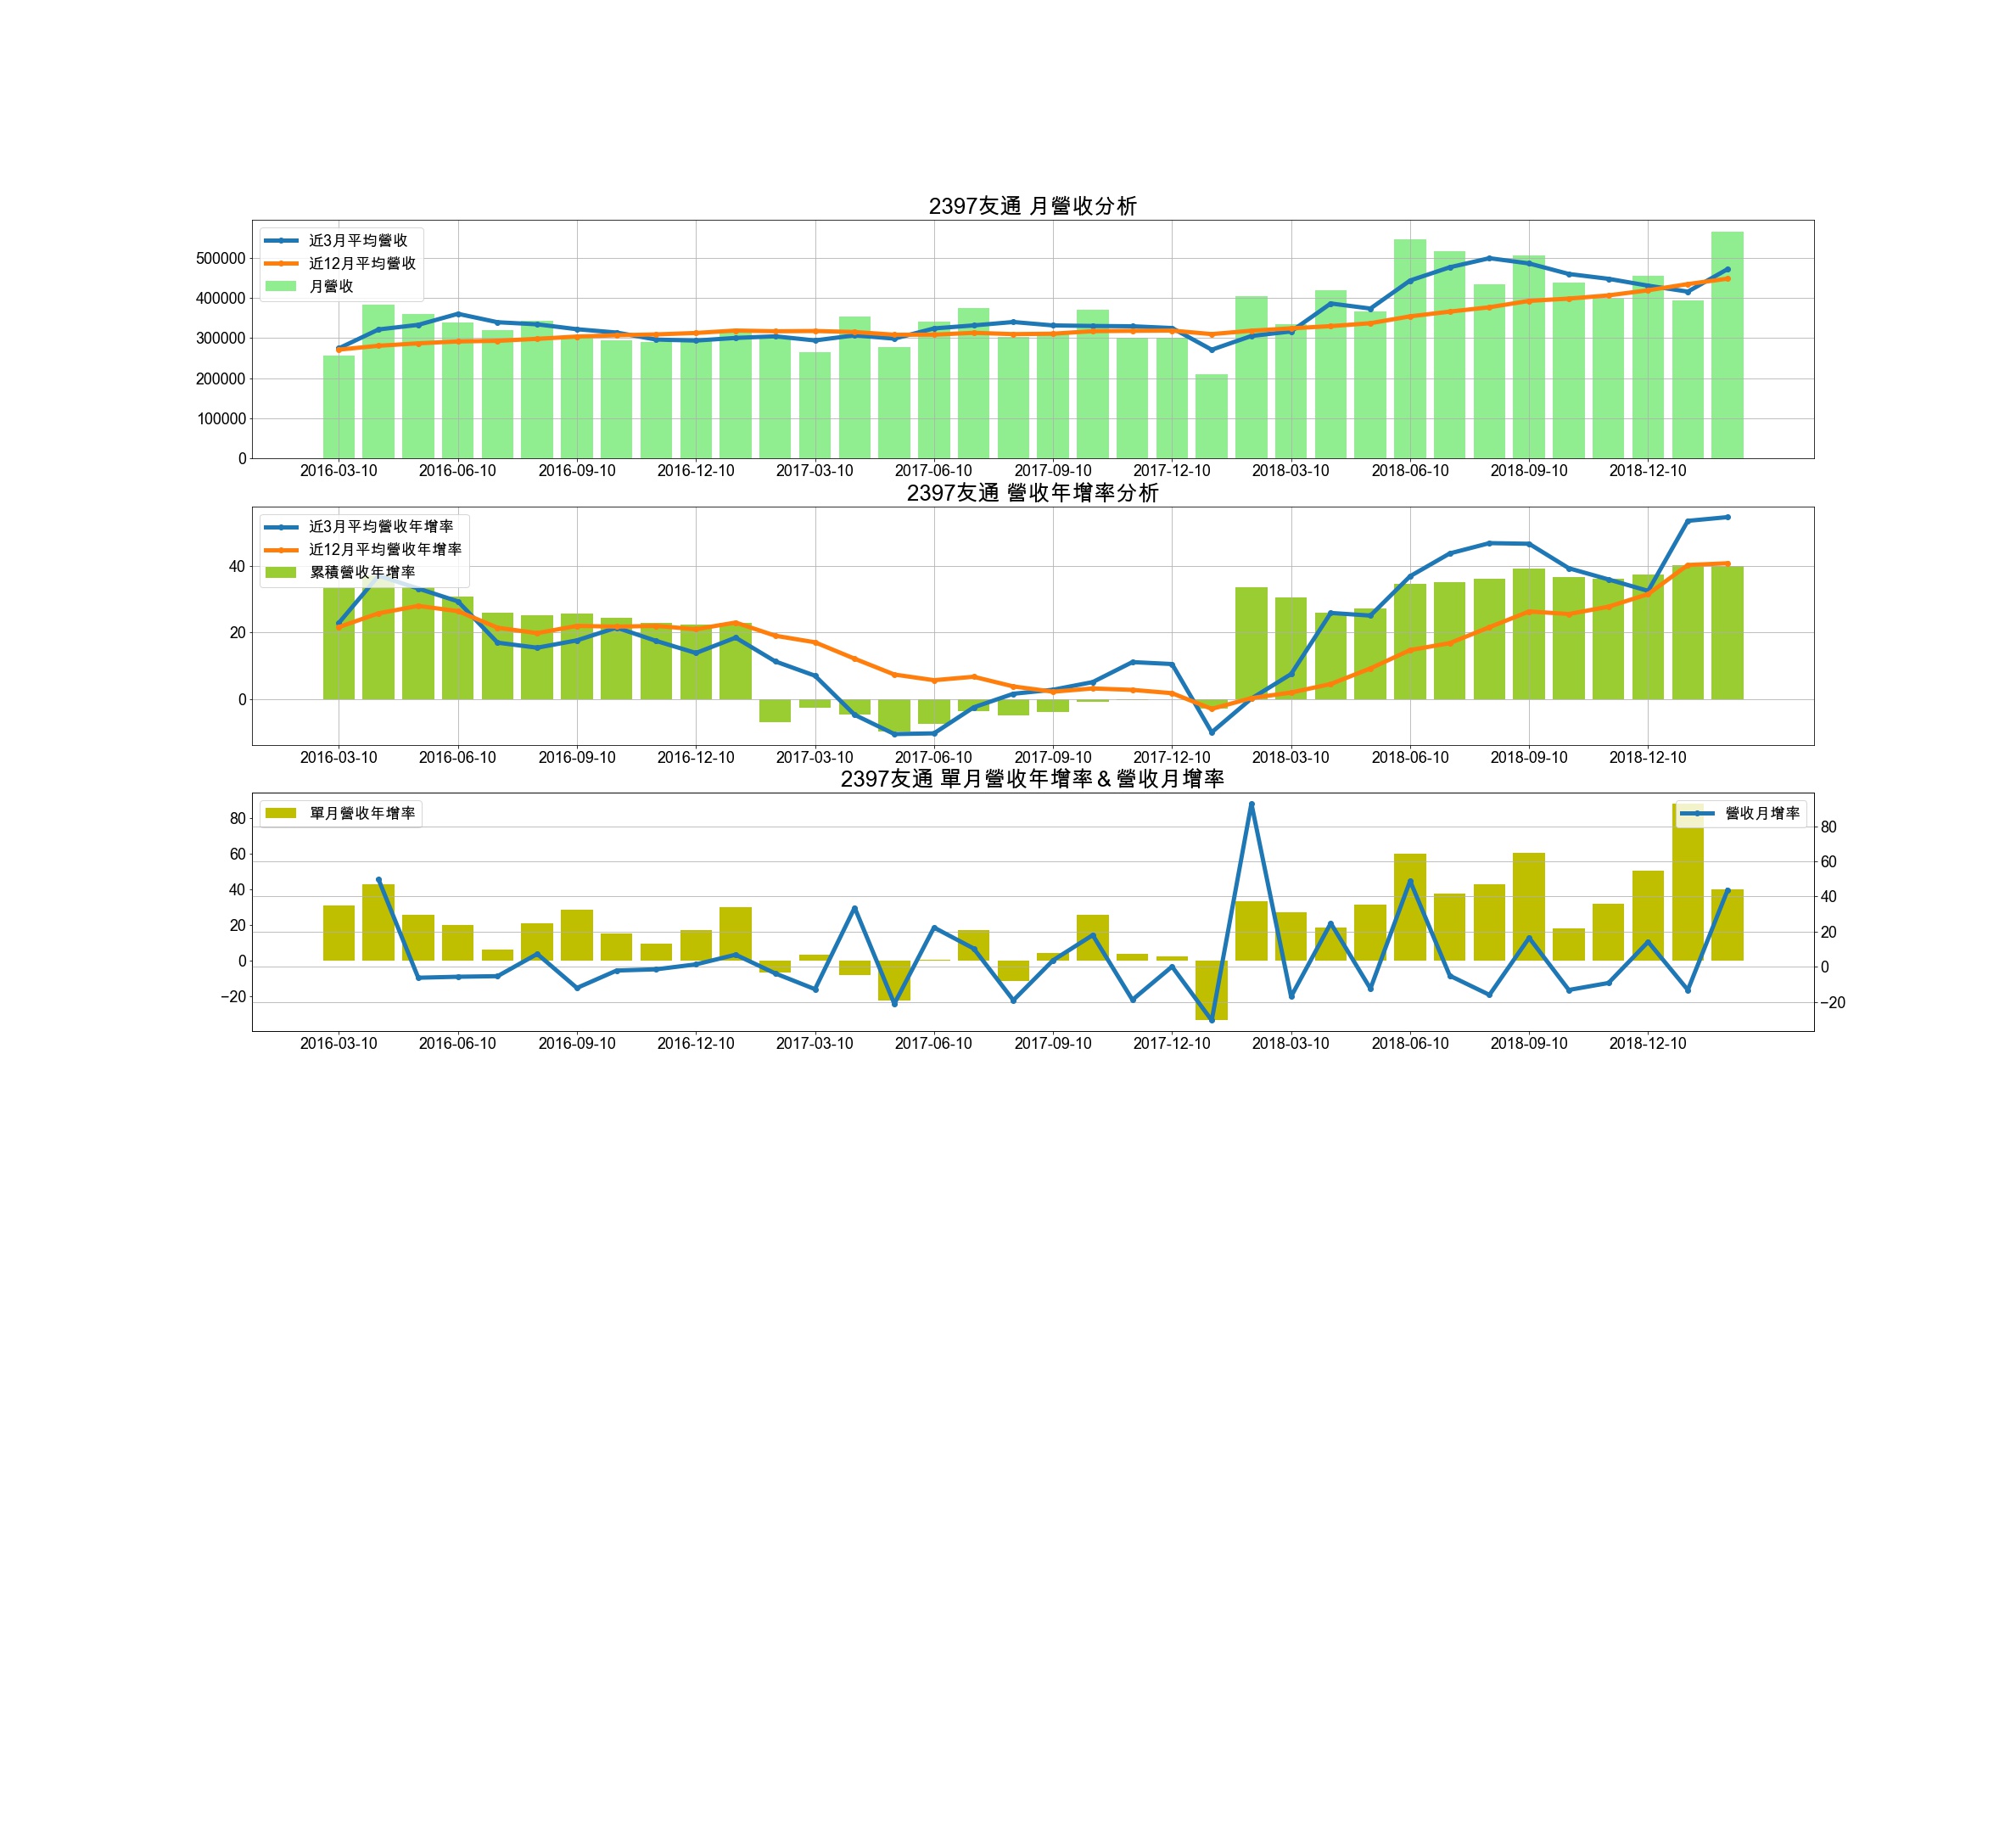 2397友通 月營收分析
近3月平均營收
近12月平均營收
月營收
500000
400000
300000
200000
100000
0
2016-03-10 2016-06-10 2016-09-10 2016-12-10 2017-03-10 2017-06-10 2017-09-10 2017-12-10 2018-03-10 2018-06-10 2018-09-10 2018-12-10
2397友通 營收年增率分析
近3月平均營收年增率
近12月平均營收年增率
累積營收年增率
40
20
0
2016-03-10 2016-06-10 2016-09-10 2016-12-10 2017-03-10 2017-06-10 2017-09-10 2017-12-10 2018-03-10 2018-06-10 2018-09-10 2018-12-10
2397友通 單月營收年增率＆營收月增率
單月營收年增率 營收月增率
80 80
60 60
40 40
20 20
0 0
−20 −20
2016-03-10 2016-06-10 2016-09-10 2016-12-10 2017-03-10 2017-06-10 2017-09-10 2017-12-10 2018-03-10 2018-06-10 2018-09-10 2018-12-10